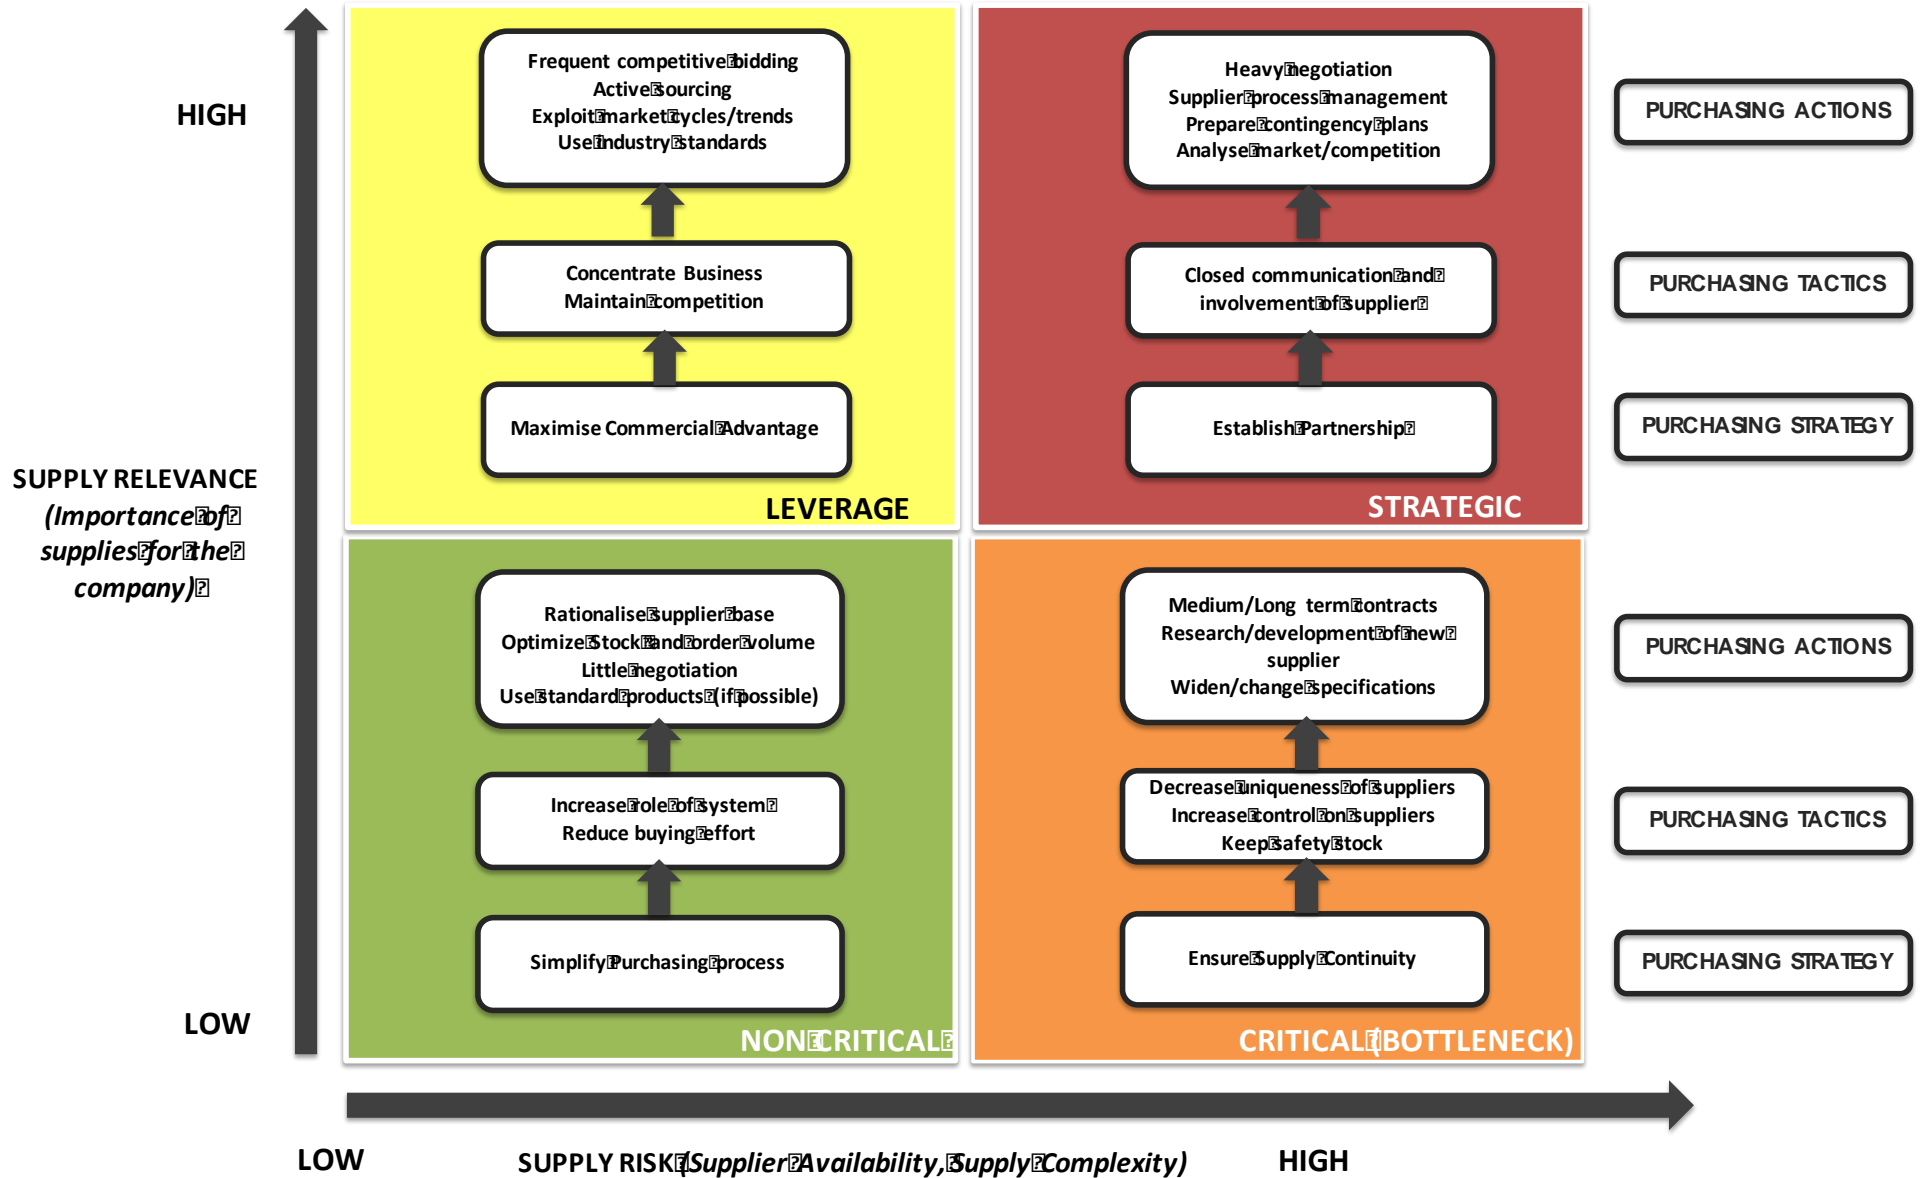 HIGH
Frequent competitive bidding
Active sourcing
Exploit market cycles/trends
Use industry standards
Heavy negotiation
Supplier process management
Prepare contingency plans
Analyse market/competition
PURCHASING ACTIONS
Concentrate Business
Maintain competition
Closed communication and
involvement of supplier
PURCHASING TACTICS
Maximise Commercial Advantage
Establish Partnership
PURCHASING STRATEGY
LEVERAGE
STRATEGIC
SUPPLY RELEVANCE
(Importance of
supplies for the
company)
Rationalise supplier base
Optimize Stock and order volume
Little negotiation
Use standard products (if possible)
Medium/Long term contracts
Research/development of new
supplier
Widen/change specifications
PURCHASING ACTIONS
Increase role of system
Reduce buying effort
Decrease uniqueness of suppliers
Increase control on suppliers
Keep safety stock
PURCHASING TACTICS
Simplify Purchasing process
Ensure Supply Continuity
PURCHASING STRATEGY
LOW
NON CRITICAL
CRITICAL (BOTTLENECK)
LOW
SUPPLY RISK (Supplier Availability, Supply Complexity)
HIGH